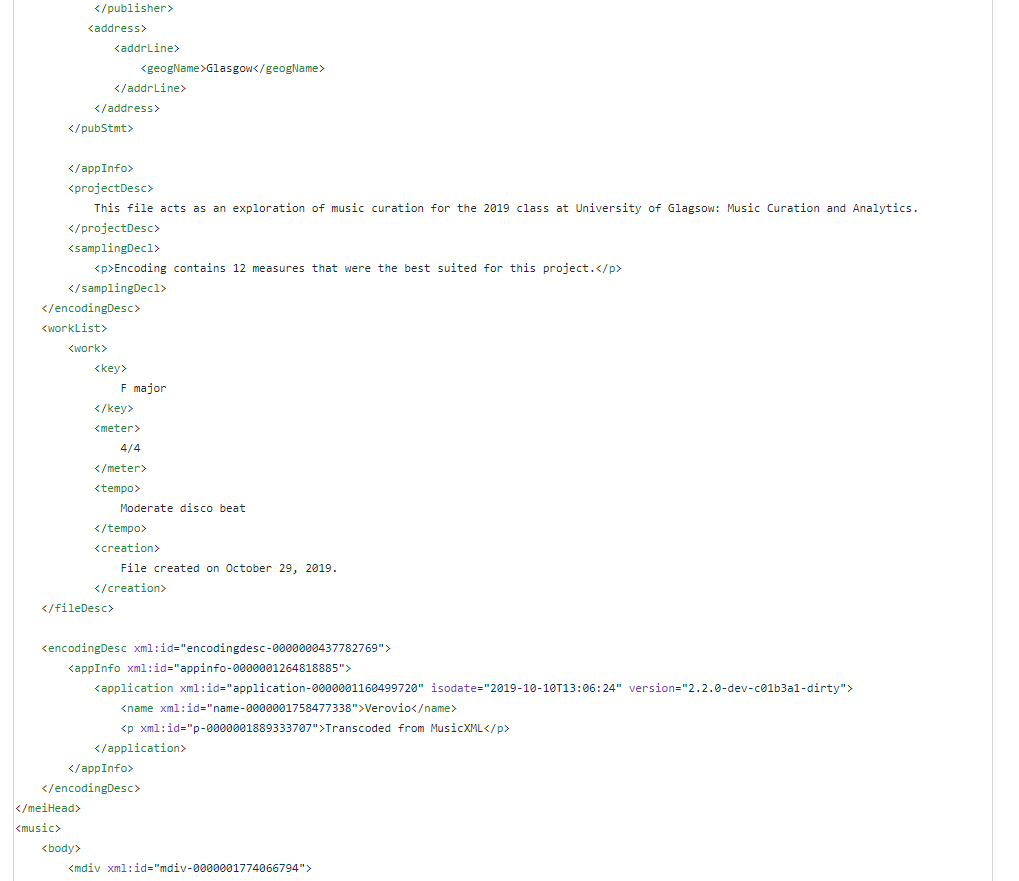 </publisher>
<address>
<addrLine>
<geogName>Glasgow</geogName>
</addrLine>
</address>
</pubStmt>
</appInfo>
<projectDesc>
This file acts as an exploration of music curation for the 2019 class at University of Glagsow: Music Curation and Analytics.
</projectDesc>
<samplingDecl>
<p>Encoding contains 12 measures that were the best suited for this project.</p>
</samplingDecl>
</encodingDesc>
<workList>
<work>
<key>
F major
</key>
<meter>
4/4
</meter>
<tempo>
Moderate disco beat
</tempo>
<creation>
File created on October 29, 2019.
</creation>
</fileDesc>
<encodingDesc xml:id="encodingdesc-0000000437782769">
<appInfo xml:id="appinfo-0000001264818885">
<application xml:id="application-0000001160499720" isodate="2019-10-10T13:06:24" version="2.2.0-dev-c01b3a1-dirty">
<name xml:id="name-0000001758477338">Verovio</name>
<p xml:id="p-0000001889333707">Transcoded from MusicXML</p>
</application>
</appInfo>
</encodingDesc>
</meiHead>
<music>
<body>
<mdiv xml:id="mdiv-0000001774066794">